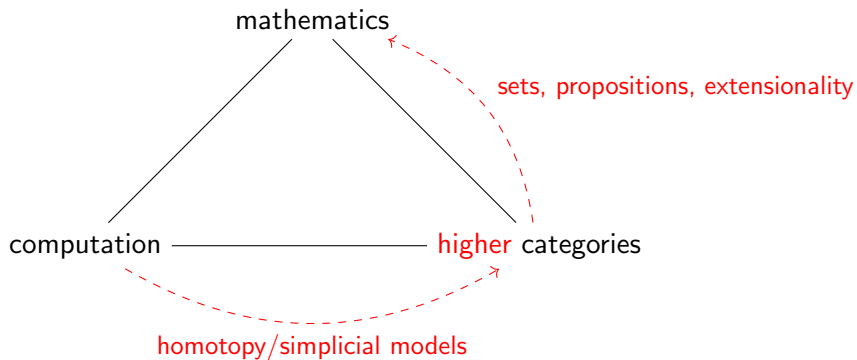 mathematics
sets, propositions, extensionality
computation
higher categories
homotopy/simplicial models